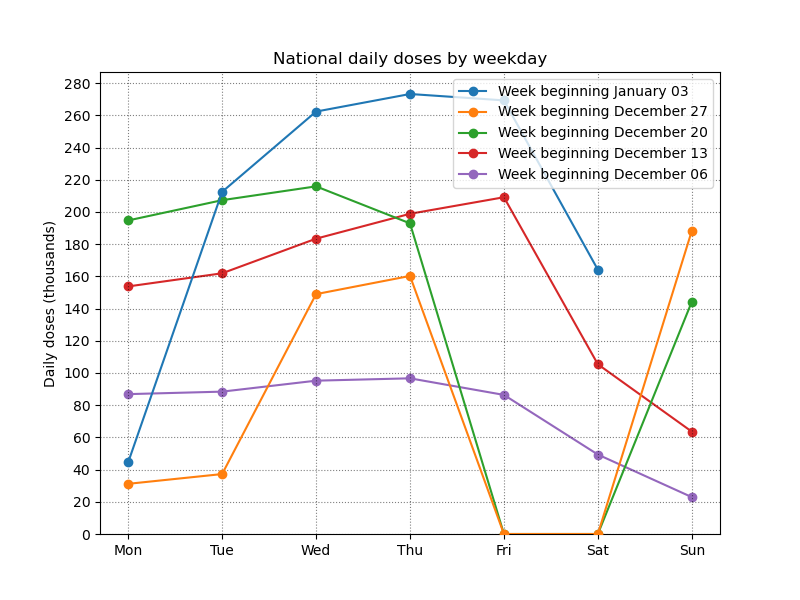 National daily doses by weekday
Daily doses (thousands)
280
260
240
220
200
180
160
140
120
100
80
60
40
20
0
Week beginning January 03
Week beginning December 27
Week beginning December 20
Week beginning December 13
Week beginning December 06
Mon Tue Wed Thu Fri Sat Sun